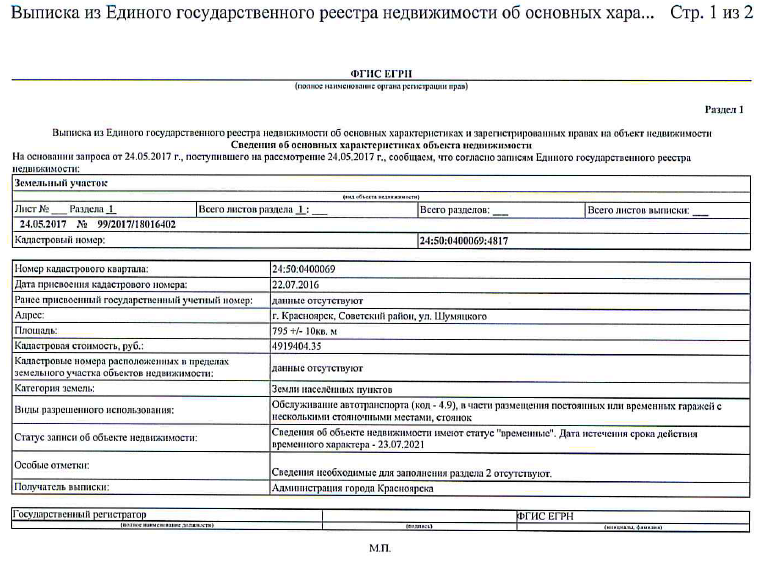 Выписка из Единого государственного реестра недвижимости об основных хара... Стр. 1 из 2
ФГИС ЕГРН
(полное наименование органа регистрации прав)
Раздел 1
Выписка из Единого государственного реестра недвижимости об основных характеристиках и зарегистрированных правах на объект недвижимости
Сведения об основных характеристиках объекта недвижимости
На основании запроса от 24.05.2017 г., поступившего на рассмотрение 24.05.2017 г., сообщаем, что согласно записям Единого государственного реестра
недвижимости:
Земельный участок
(вид объекта недвижимости)
Лист № ___ Раздела 1 Всего листов раздела 1 : ___ Всего разделов: ___ Всего листов выписки: ___
24.05.2017 № 99/2017/18016402
Кадастровый номер: 24:50:0400069:4817
Номер кадастрового квартала: 24:50:0400069
Дата присвоения кадастрового номера: 22.07.2016
Ранее присвоенный государственный учетный номер: данные отсутствуют
Адрес: г. Красноярск, Советский район, ул. Шумяцкого
Площадь: 795 +/- 10кв. м
Кадастровая стоимость, руб.: 4919404.35
Кадастровые номера расположенных в пределах
земельного участка объектов недвижимости: данные отсутствуют
Категория земель: Земли населённых пунктов
Виды разрешенного использования: Обслуживание автотранспорта (код - 4.9), в части размещения постоянных или временных гаражей с
несколькими стояночными местами, стоянок
Статус записи об объекте недвижимости: Сведения об объекте недвижимости имеют статус "временные". Дата истечения срока действия
временного характера - 23.07.2021
Особые отметки: Сведения необходимые для заполнения раздела 2 отсутствуют.
Получатель выписки: Администрация города Красноярска
Государственный регистратор ФГИС ЕГРН
(полное наименование должности) (подпись) (инициалы, фамилия)
М.П.